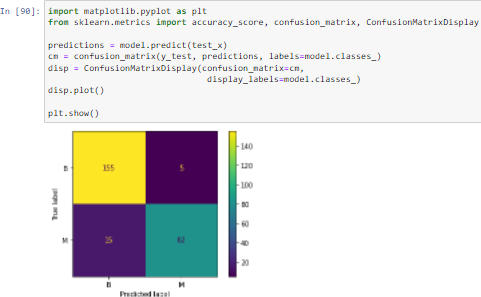 In [90]: import matplotlib.pyplot as plt
from sklearn.metrics import accuracy_score, confusion_matrix, ConfusionMatrixDisplay
predictions = model.predict(test_x)
cm = confusion_matrix(y_test, predictions, labels=model.classes_)
disp = ConfusionMatrixDisplay(confusion_matrix=cm,
display_labels=model.classes_)
disp.plot()
plt.show()
140
120
100
80
60
40
20
True label
B
155
5
M
62
B
M
Predicted label